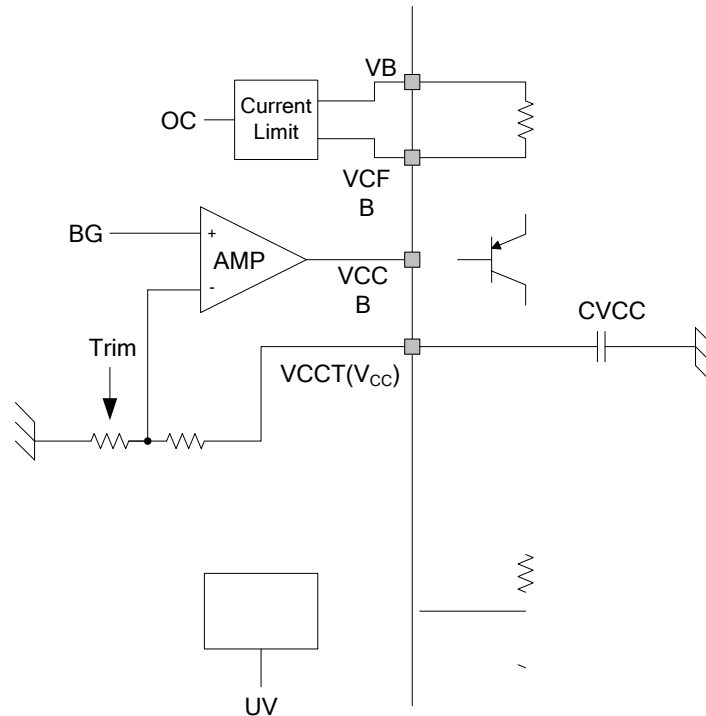 VB
Current
Limit
OC
VCF
B
BG
+
AMP
-
VCC
B
CVCC
Trim
VCCT(VCC)
UV